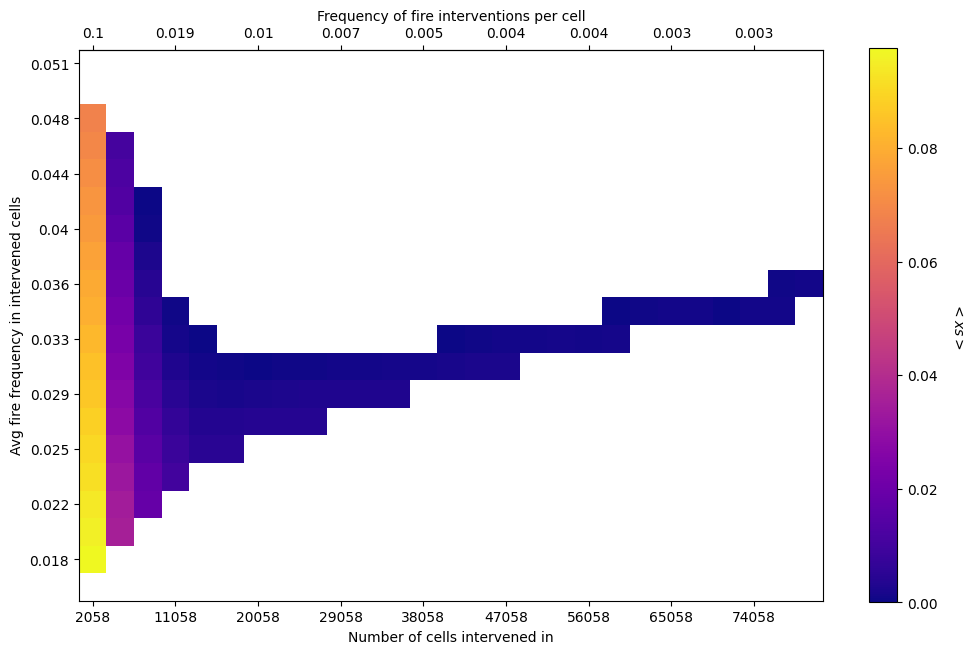 Frequency of fire interventions per cell
0.1 0.019 0.01 0.007 0.005 0.004 0.004 0.003 0.003
0.051
0.048
0.044
0.04
0.036
0.033
0.029
0.025
0.022
0.018
Avg fire frequency in intervened cells
2058 11058 20058 29058 38058 47058 56058 65058 74058
Number of cells intervened in
0.08
0.06
0.04
0.02
0.00
< sx >